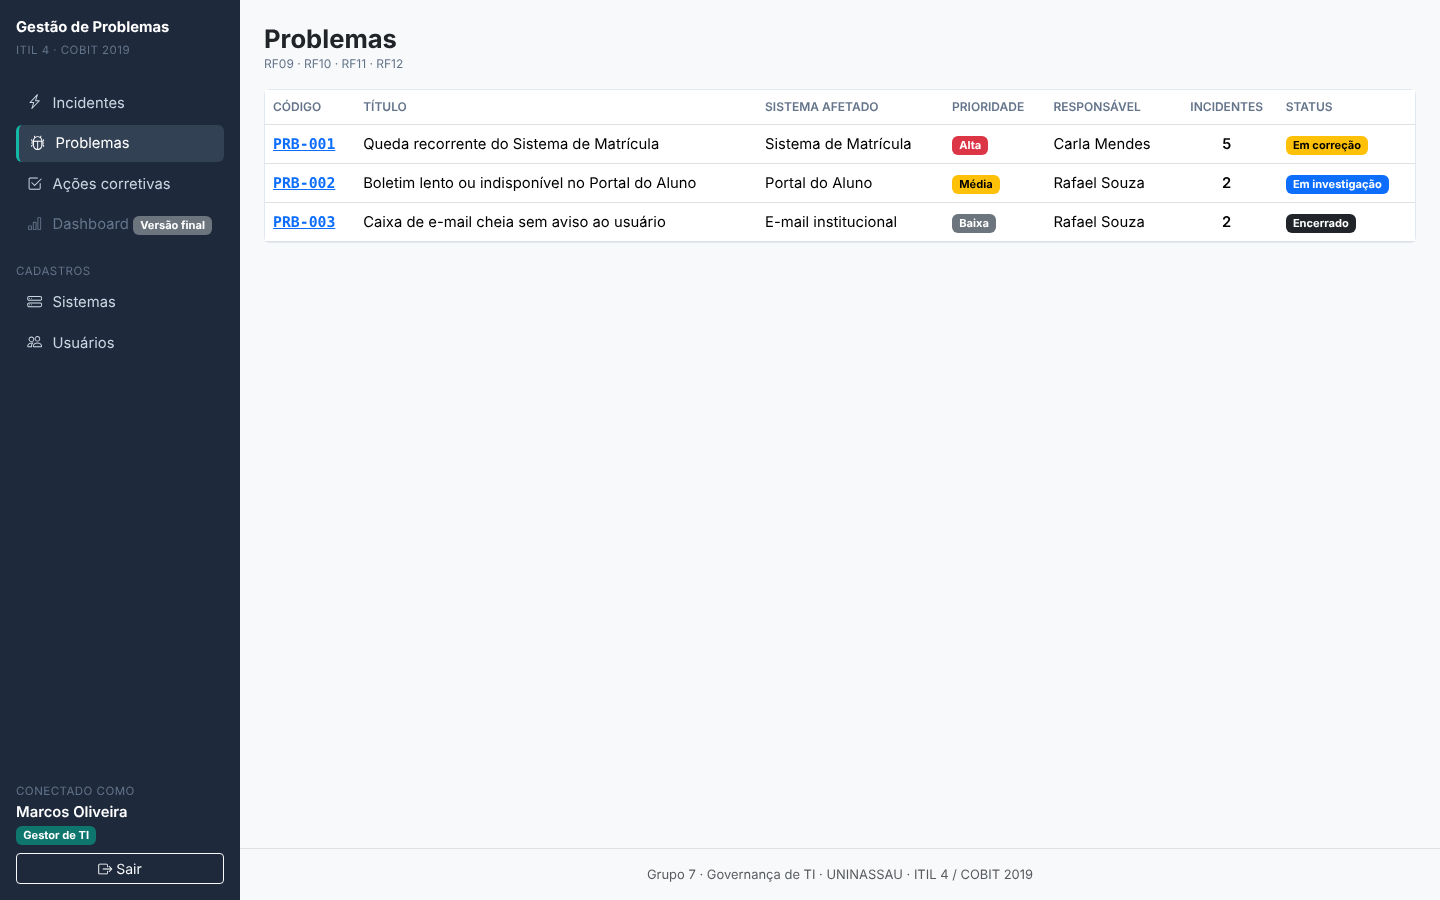 Gestão de Problemas
ITIL 4 · COBIT 2019
Incidentes
Problemas
Ações corretivas
Dashboard Versão final
CADASTROS
Sistemas
Usuários
CONECTADO COMO
Marcos Oliveira
Gestor de TI
Sair
Problemas
RF09 · RF10 · RF11 · RF12
CÓDIGO TÍTULO SISTEMA AFETADO PRIORIDADE RESPONSÁVEL INCIDENTES STATUS
PRB-001 Queda recorrente do Sistema de Matrícula Sistema de Matrícula Alta Carla Mendes 5 Em correção
PRB-002 Boletim lento ou indisponível no Portal do Aluno Portal do Aluno Média Rafael Souza 2 Em investigação
PRB-003 Caixa de e-mail cheia sem aviso ao usuário E-mail institucional Baixa Rafael Souza 2 Encerrado
Grupo 7 · Governança de TI · UNINASSAU · ITIL 4 / COBIT 2019